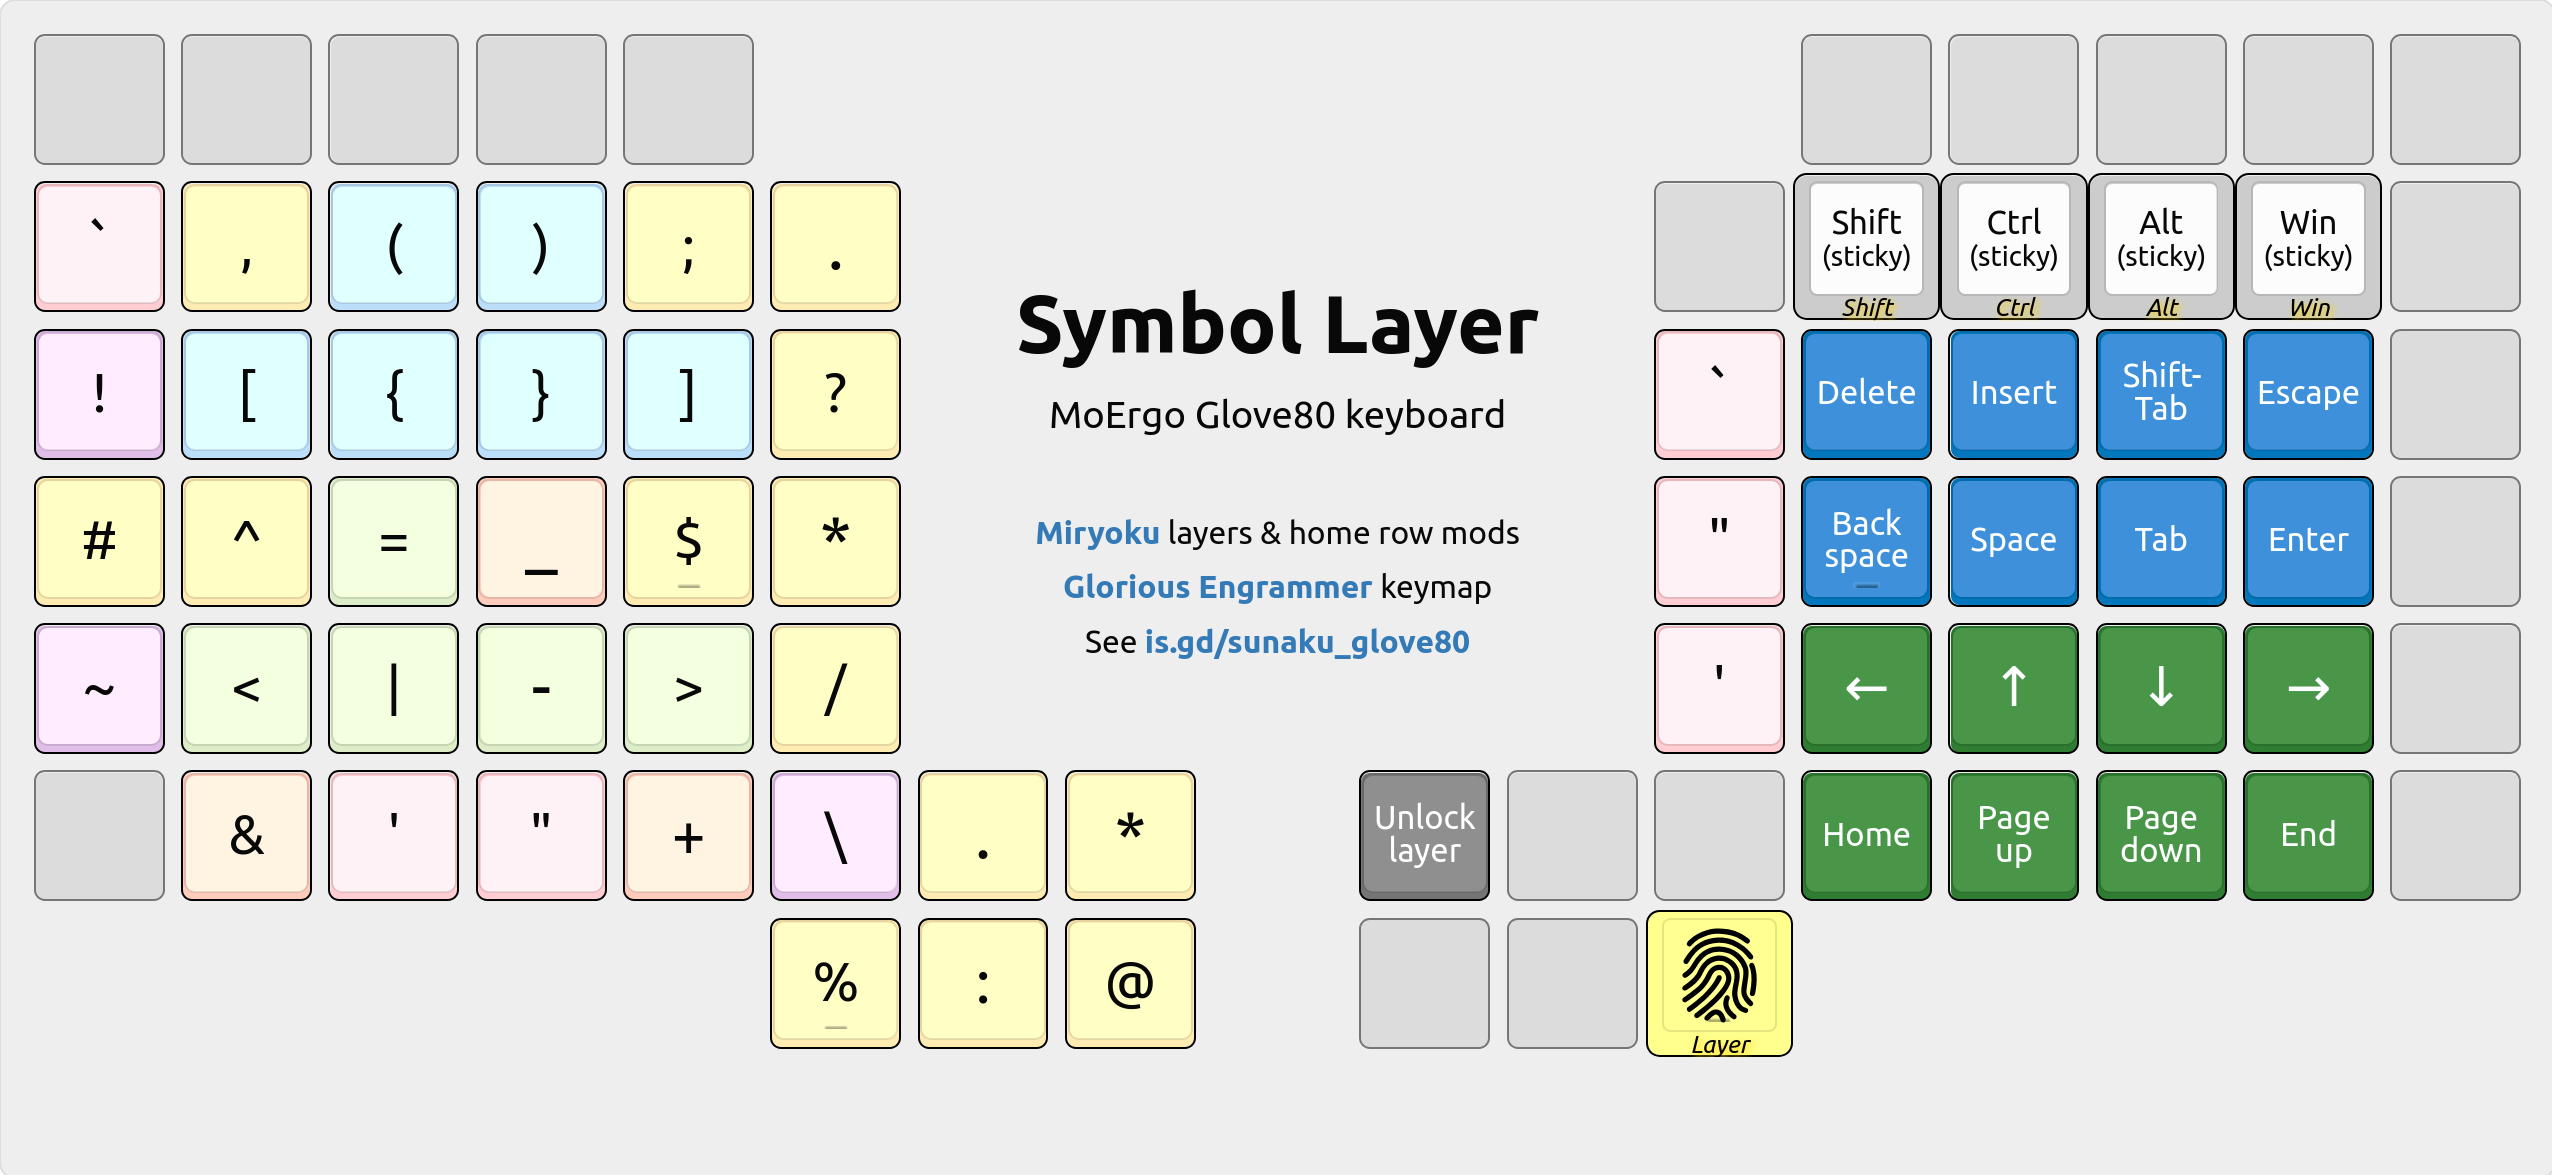 ` , ( ) ; .
Shift Ctrl Alt Win
(sticky) (sticky) (sticky) (sticky)
Shift Ctrl Alt Win
Symbol Layer
MoErgo Glove80 keyboard
Miryoku layers & home row mods
Glorious Engrammer keymap
See is.gd/sunaku_glove80
! [ { } ] ?
` Delete Insert Shift-Tab Escape
# ^ = _ $ *
" Back space Space Tab Enter
~ < | - > /
' ← ↑ ↓ →
& ' " + \ . *
Unlock layer Home Page up Page down End
% : @
Layer